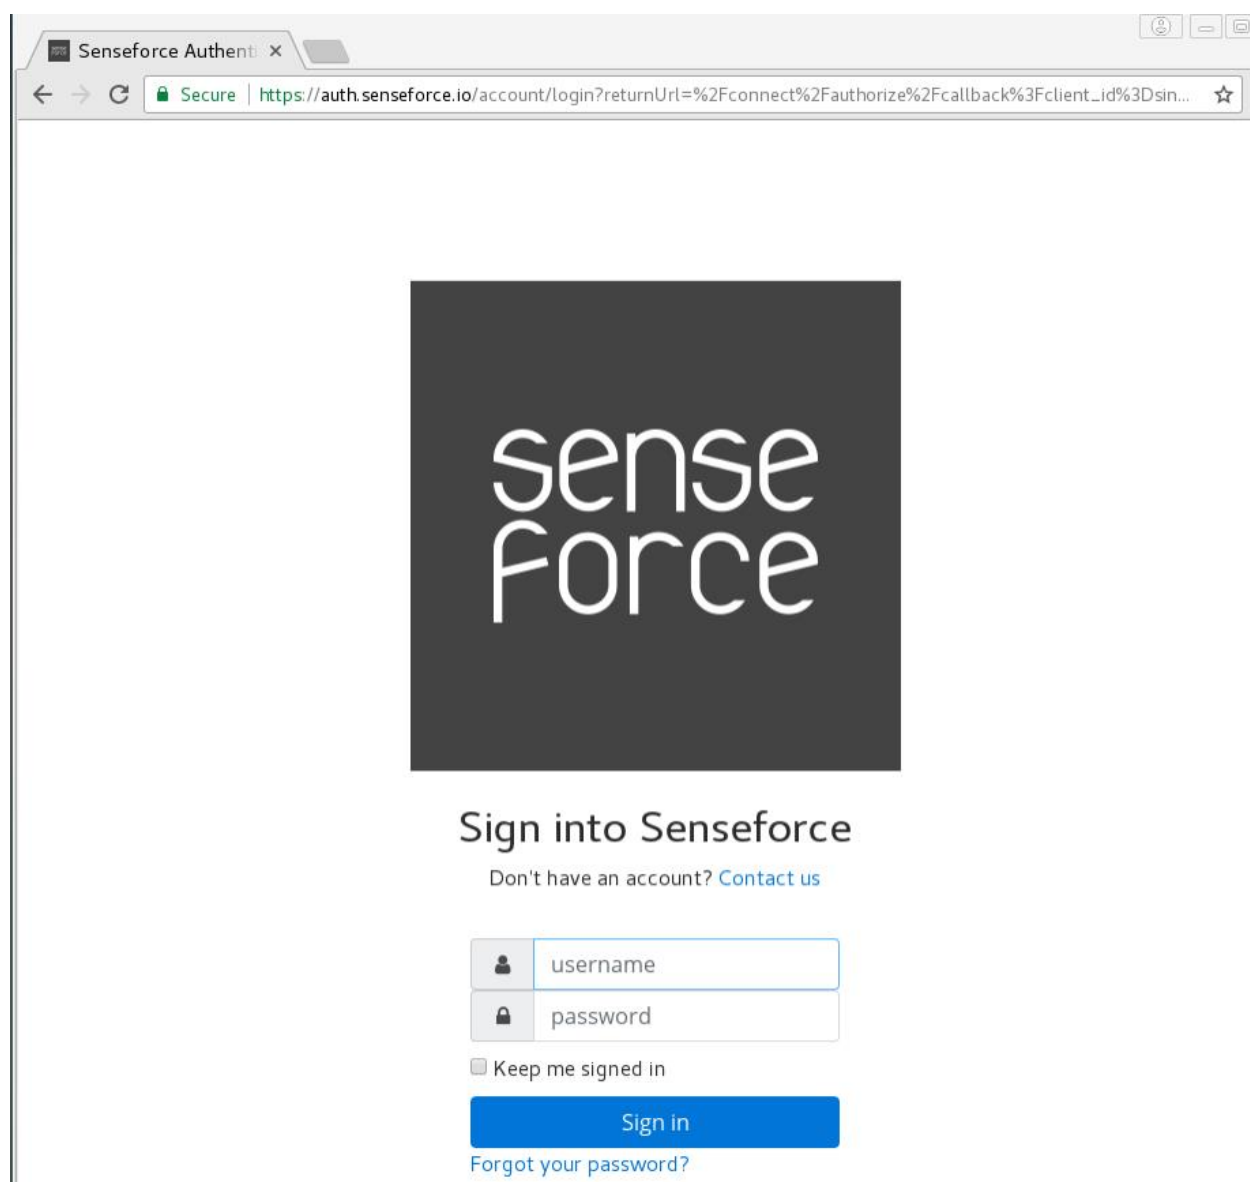 Senseforce Authenti
Secure | https://auth.senseforce.io/account/login?returnUrl=%2Fconnect%2Fauthorize%2Fcallback%3Fclient_id%3Dsin...
sense
force
Sign into Senseforce
Don't have an account? Contact us
username
password
Keep me signed in
Sign in
Forgot your password?